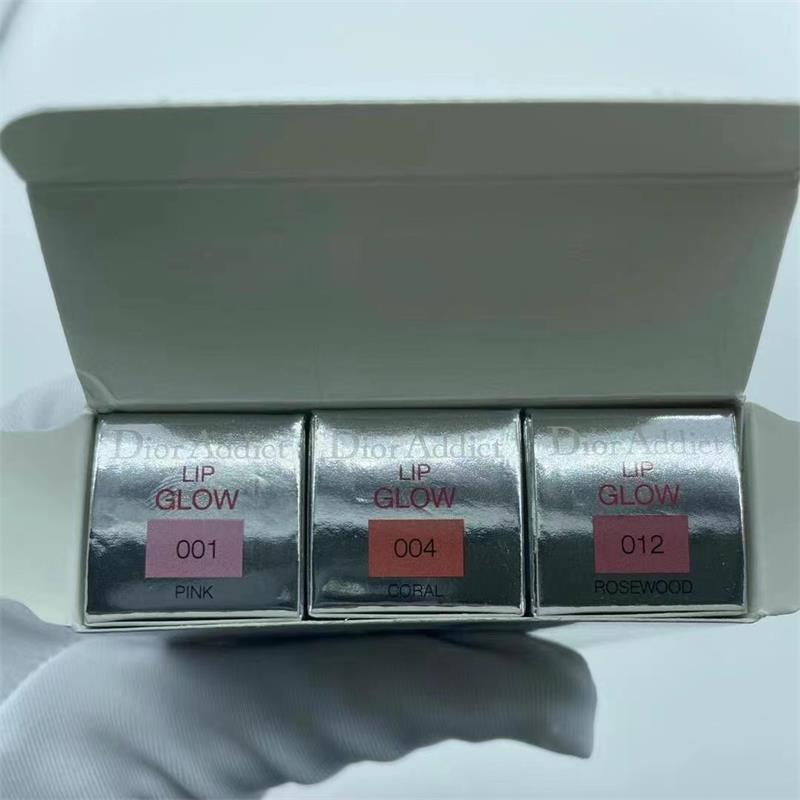 Dior Addict
LIP
GLOW
001
PINK
Dior Addict
LIP
GLOW
004
CORAL
Dior Addict
LIP
GLOW
012
ROSEWOOD